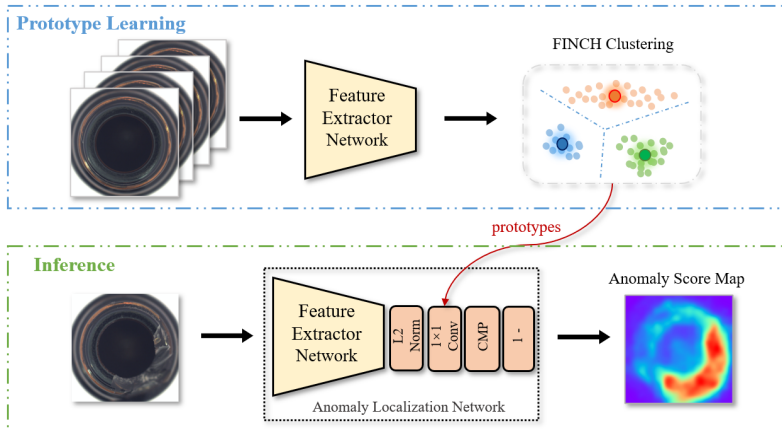 Prototype Learning
FINCH Clustering
Feature
Extractor
Network
prototypes
Inference
Anomaly Score Map
Feature
Extractor
Network
L2
Norm
1×1
Conv
CMP
1 -
Anomaly Localization Network